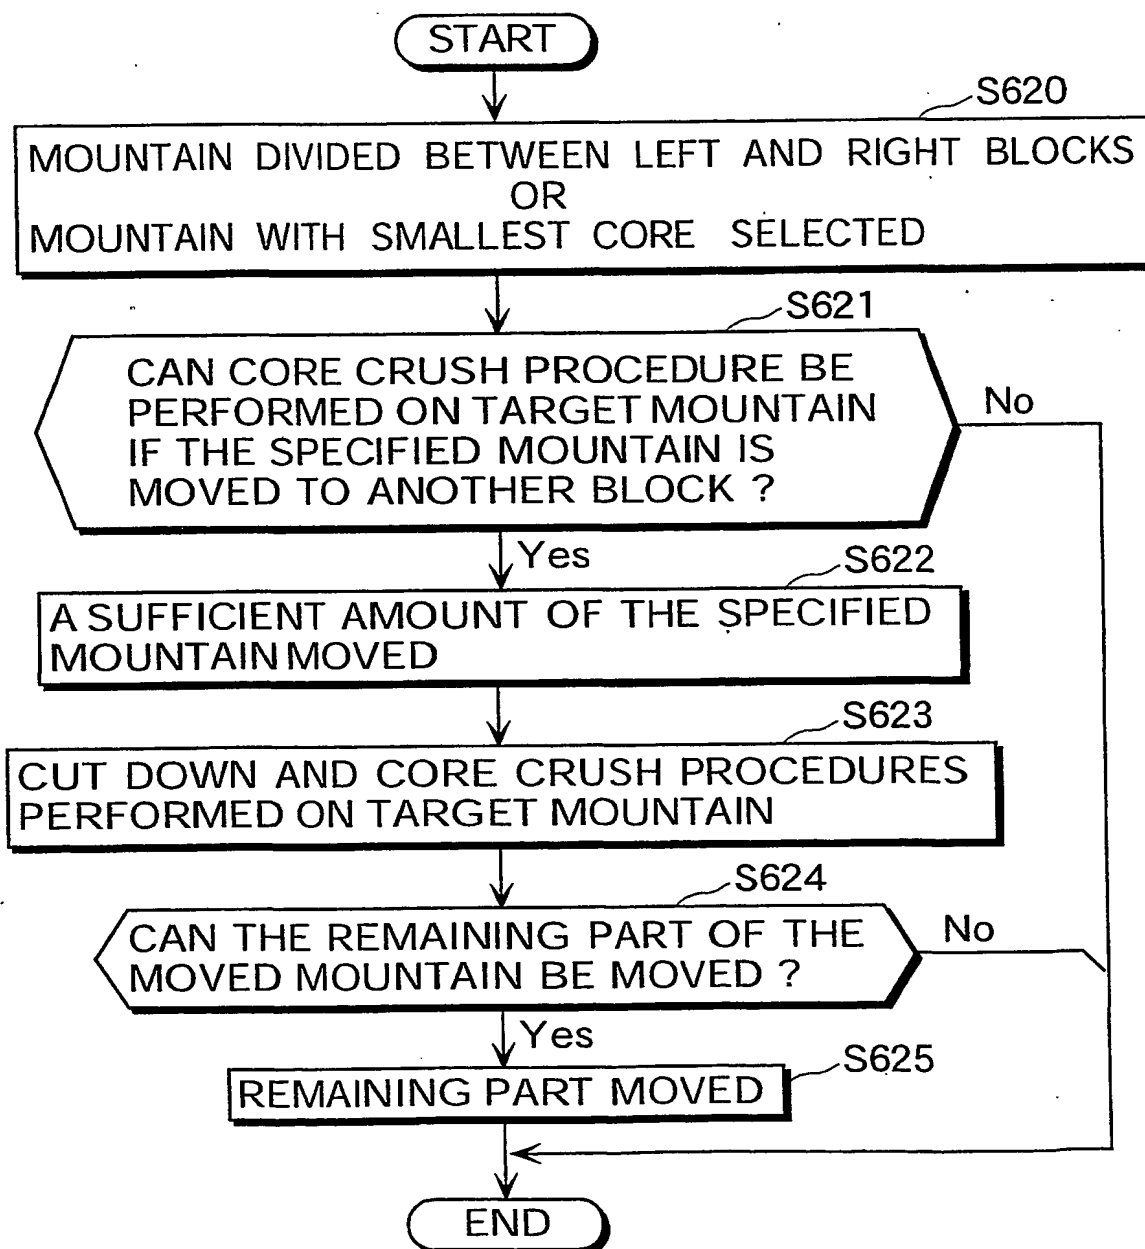 START
S620
MOUNTAIN DIVIDED BETWEEN LEFT AND RIGHT BLOCKS
OR
MOUNTAIN WITH SMALLEST CORE SELECTED
S621
CAN CORE CRUSH PROCEDURE BE
PERFORMED ON TARGET MOUNTAIN
IF THE SPECIFIED MOUNTAIN IS
MOVED TO ANOTHER BLOCK ?
No
Yes
S622
A SUFFICIENT AMOUNT OF THE SPECIFIED
MOUNTAIN MOVED
S623
CUT DOWN AND CORE CRUSH PROCEDURES
PERFORMED ON TARGET MOUNTAIN
S624
CAN THE REMAINING PART OF THE
MOVED MOUNTAIN BE MOVED ?
No
Yes
S625
REMAINING PART MOVED
END